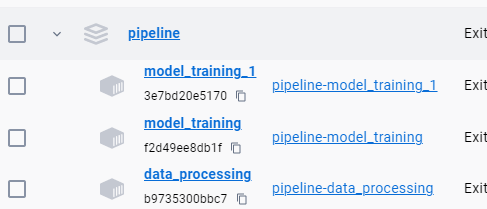 pipeline Exit
model_training_1
3e7bd20e5170 pipeline-model_training_1 Exit
model_training
f2d49ee8db1f pipeline-model_training Exit
data_processing
b9735300bbc7 pipeline-data_processing Exit